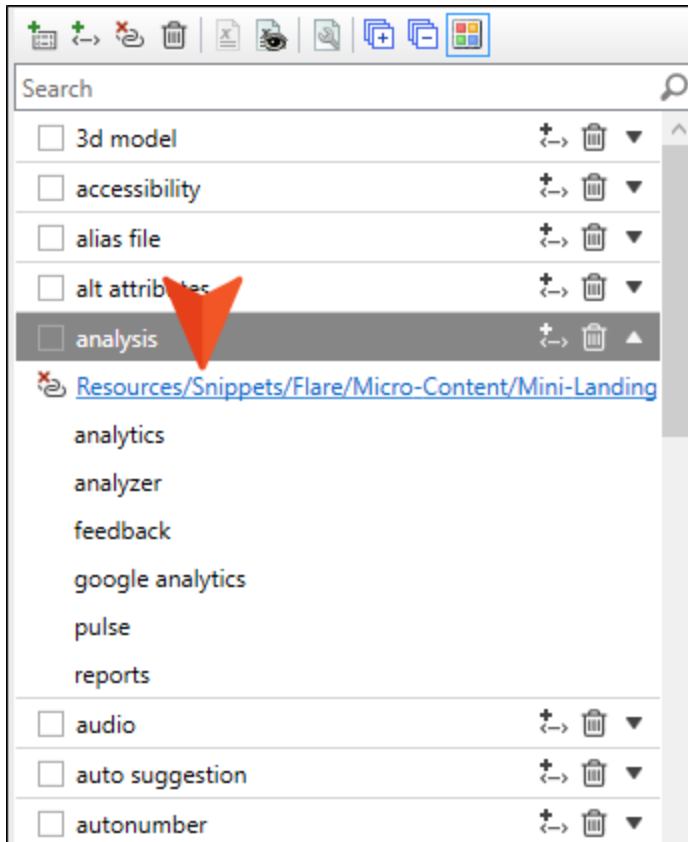 Search
3d model
accessibility
alias file
alt attributes
analysis
Resources/Snippets/Flare/Micro-Content/Mini-Landing
analytics
analyzer
feedback
google analytics
pulse
reports
audio
auto suggestion
autonumber